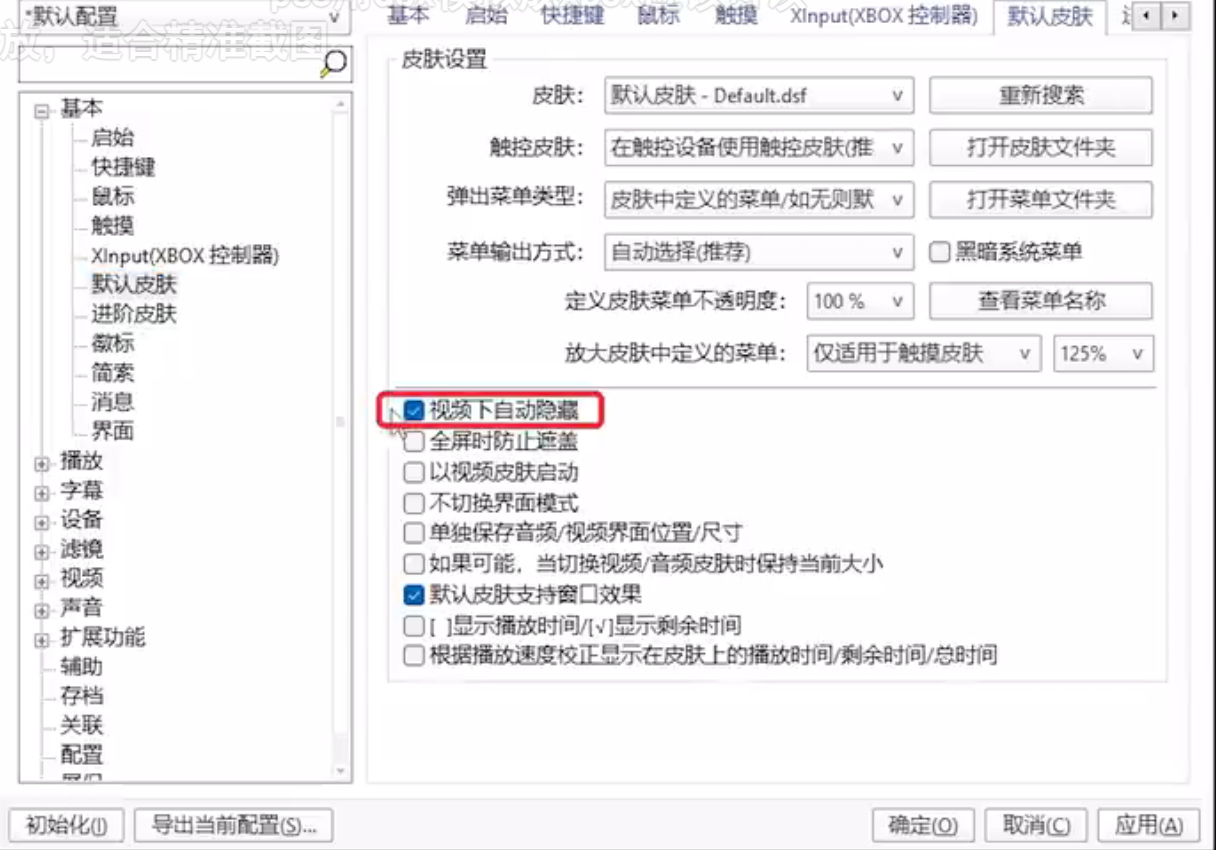 *默认配置
放，适合精准截图
基本 启始 快捷键 鼠标 触摸 XInput(XBOX 控制器) 默认皮肤
基本
启始
快捷键
鼠标
触摸
XInput(XBOX 控制器)
默认皮肤
进阶皮肤
徽标
简索
消息
界面
播放
字幕
设备
滤镜
视频
声音
扩展功能
辅助
存档
关联
配置
皮肤设置
皮肤: 默认皮肤 - Default.dsf 重新搜索
触控皮肤: 在触控设备使用触控皮肤(推 打开皮肤文件夹
弹出菜单类型: 皮肤中定义的菜单/如无则默 打开菜单文件夹
菜单输出方式: 自动选择(推荐) 黑暗系统菜单
定义皮肤菜单不透明度: 100 % 查看菜单名称
放大皮肤中定义的菜单: 仅适用于触摸皮肤 125%
视频下自动隐藏
全屏时防止遮盖
以视频皮肤启动
不切换界面模式
单独保存音频/视频界面位置/尺寸
如果可能，当切换视频/音频皮肤时保持当前大小
默认皮肤支持窗口效果
[ ]显示播放时间/[√]显示剩余时间
根据播放速度校正显示在皮肤上的播放时间/剩余时间/总时间
初始化(I) 导出当前配置(S)... 确定(O) 取消(C) 应用(A)